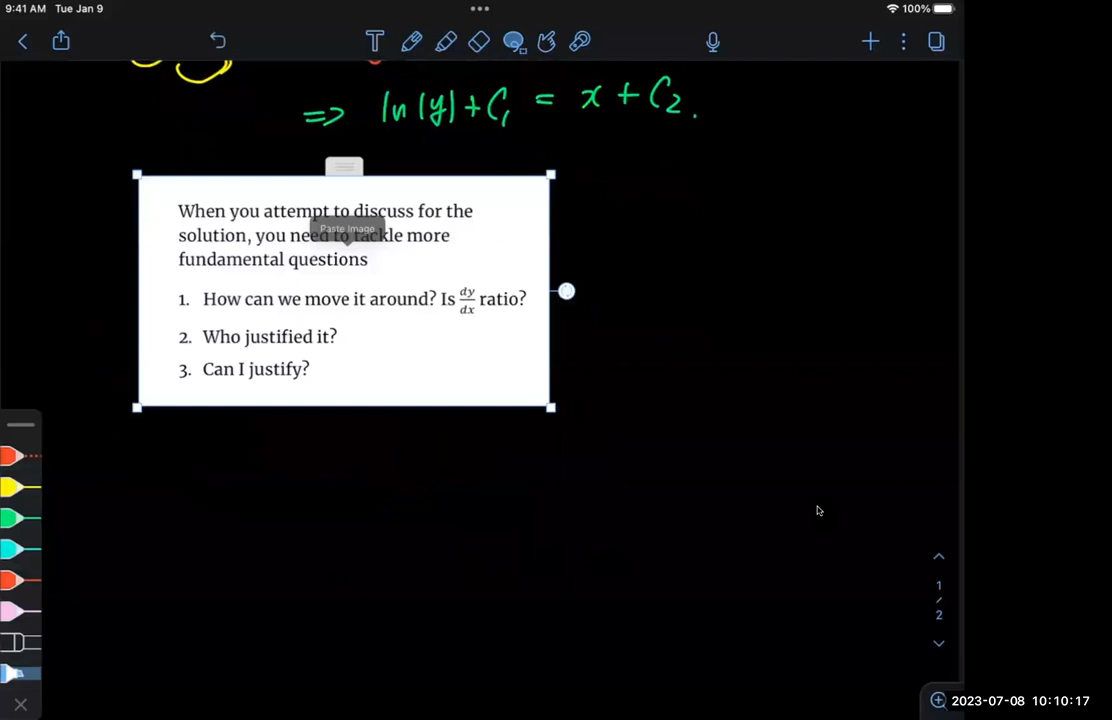 9:41 AM Tue Jan 9
100%
=> ln|y| + C₁ = x + C₂.
When you attempt to discuss for the
solution, you need to tackle more
Paste Image
fundamental questions
1. How can we move it around? Is dy/dx ratio?
2. Who justified it?
3. Can I justify?
1
/
2
2023-07-08 10:10:17